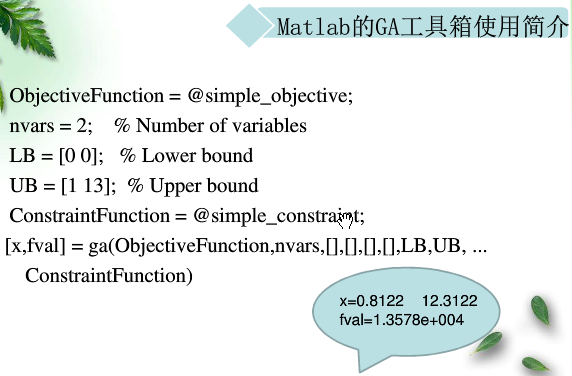 Matlab的GA工具箱使用简介
ObjectiveFunction = @simple_objective;
nvars = 2; % Number of variables
LB = [0 0]; % Lower bound
UB = [1 13]; % Upper bound
ConstraintFunction = @simple_constraint;
[x,fval] = ga(ObjectiveFunction,nvars,[],[],[],[],LB,UB, ...
ConstraintFunction)
x=0.8122 12.3122
fval=1.3578e+004